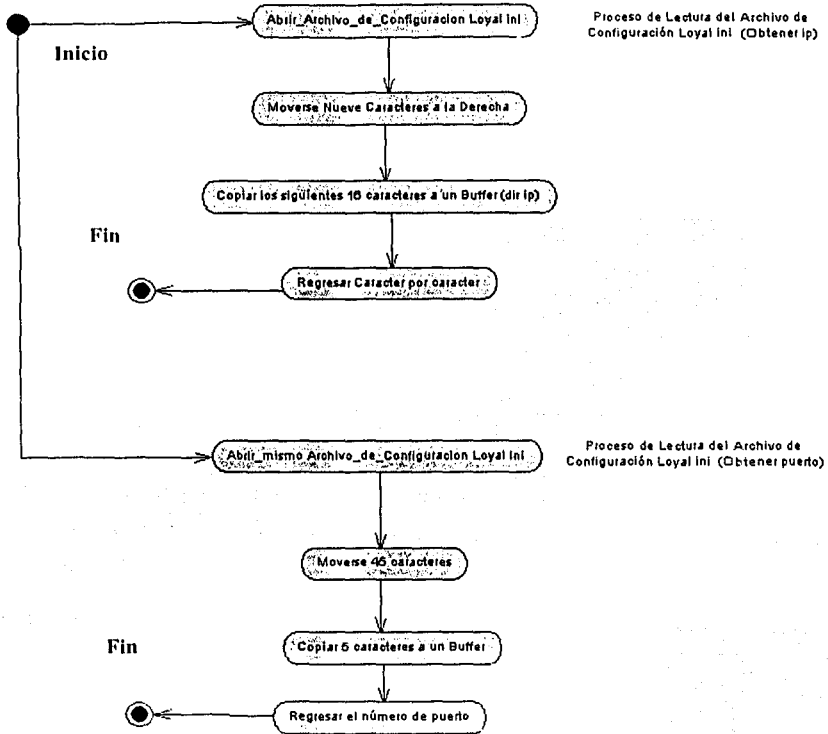 Abrir_Archivo_de_Configuracion Loyal ini
Proceso de Lectura del Archivo de
Configuración Loyal ini (Obtener ip)
Inicio
Moverse Nueve Caracteres a la Derecha
Copiar los siguientes 16 caracteres a un Buffer (dir ip)
Fin
Regresar Caracter por caracter
Abrir_mismo Archivo_de_Configuracion Loyal ini
Proceso de Lectura del Archivo de
Configuración Loyal ini (Obtener puerto)
Moverse 45 caracteres
Copiar 5 caracteres a un Buffer
Fin
Regresar el número de puerto